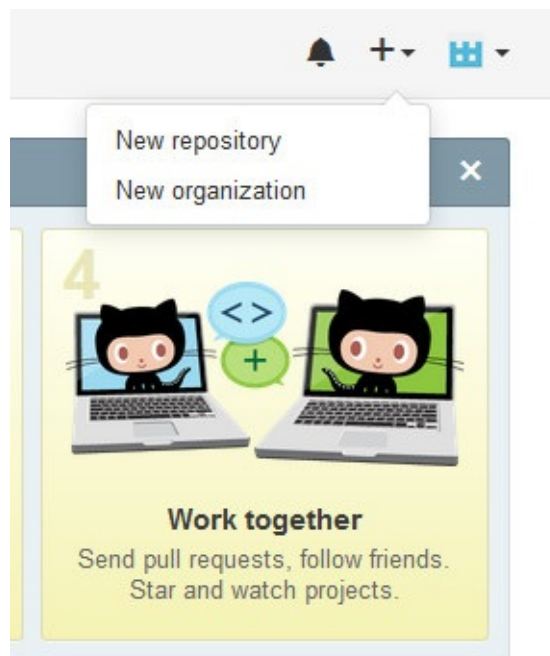 New repository
New organization
4
<>
+
Work together
Send pull requests, follow friends.
Star and watch projects.